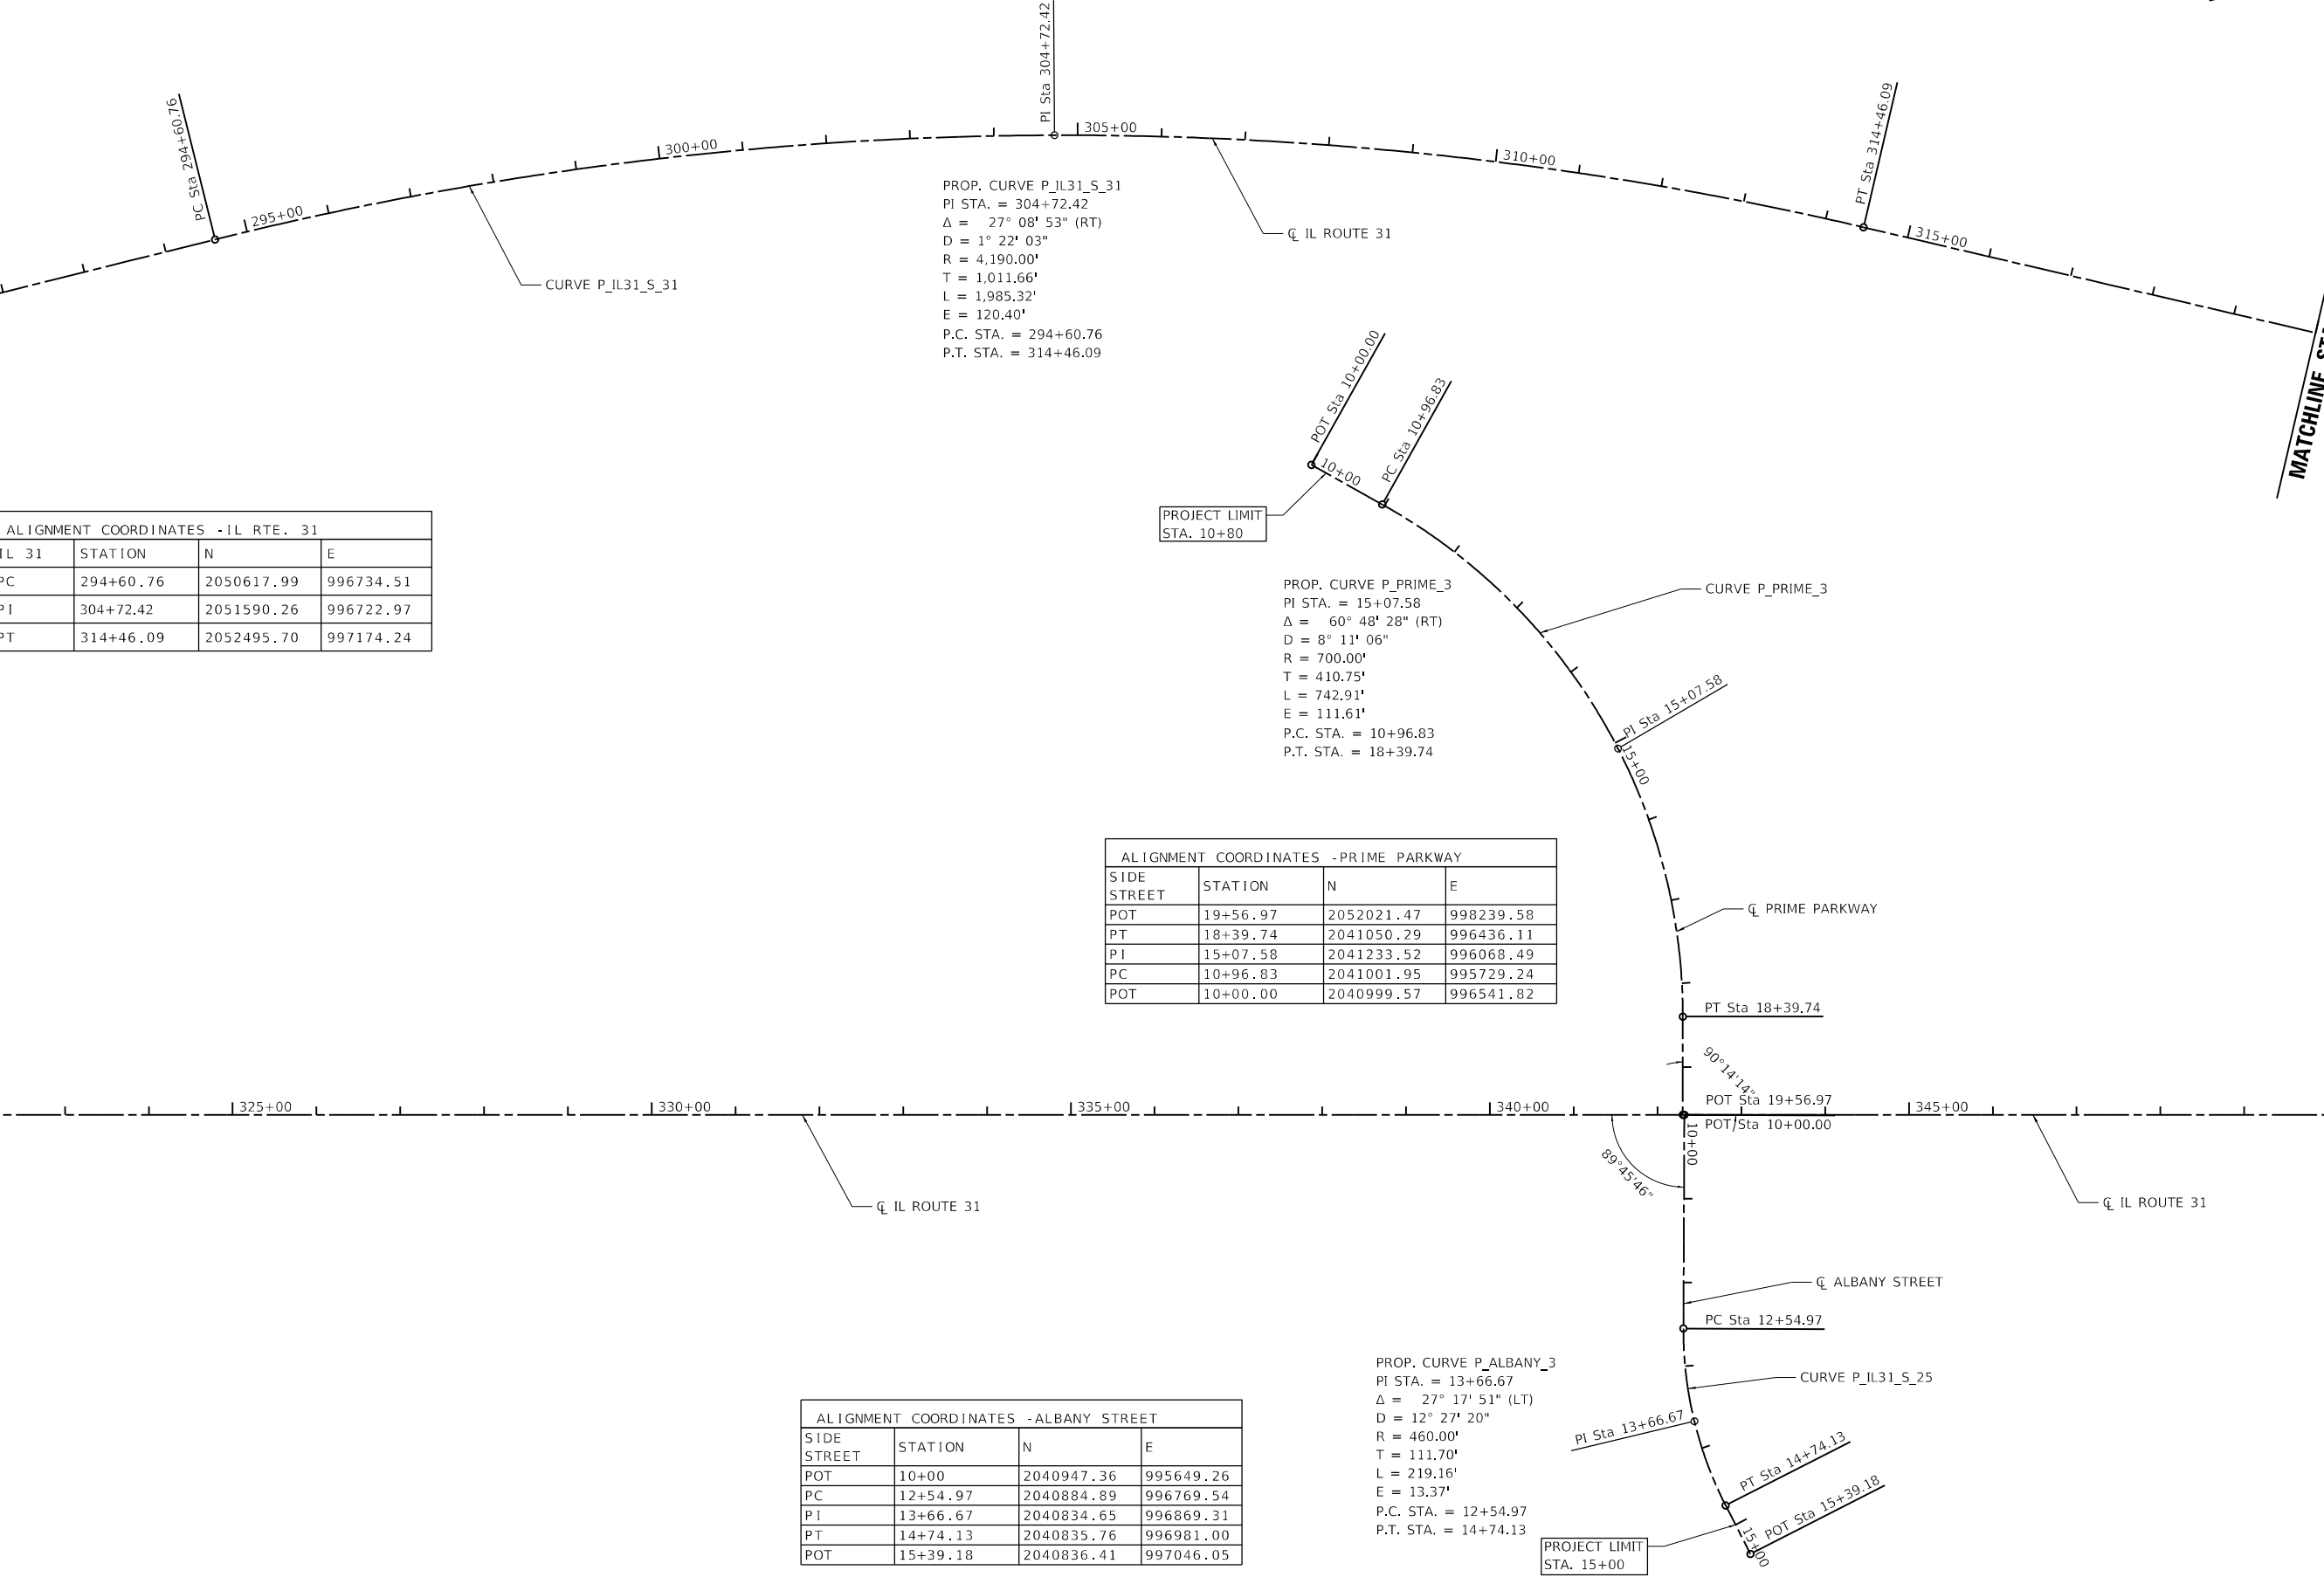 PC Sta 294+60.76
PI Sta 304+72.42
PT Sta 314+46.09
295+00
300+00
305+00
310+00
315+00
CURVE P_IL31_S_31
PROP. CURVE P_IL31_S_31
PI STA. = 304+72.42
Δ = 27° 08' 53" (RT)
D = 1° 22' 03"
R = 4,190.00'
T = 1,011.66'
L = 1,985.32'
E = 120.40'
P.C. STA. = 294+60.76
P.T. STA. = 314+46.09
℄ IL ROUTE 31
MATCHLINE
POT Sta 10+00.00
PC Sta 10+96.83
10+00
PROJECT LIMIT
STA. 10+80
ALIGNMENT COORDINATES -IL RTE. 31
IL 31 STATION N E
PC 294+60.76 2050617.99 996734.51
PI 304+72.42 2051590.26 996722.97
PT 314+46.09 2052495.70 997174.24
PROP. CURVE P_PRIME_3
PI STA. = 15+07.58
Δ = 60° 48' 28" (RT)
D = 8° 11' 06"
R = 700.00'
T = 410.75'
L = 742.91'
E = 111.61'
P.C. STA. = 10+96.83
P.T. STA. = 18+39.74
CURVE P_PRIME_3
PI Sta 15+07.58
15+00
ALIGNMENT COORDINATES -PRIME PARKWAY
SIDE
STREET STATION N E
POT 19+56.97 2052021.47 998239.58
PT 18+39.74 2041050.29 996436.11
PI 15+07.58 2041233.52 996068.49
PC 10+96.83 2041001.95 995729.24
POT 10+00.00 2040999.57 996541.82
℄ PRIME PARKWAY
PT Sta 18+39.74
90°14'14"
POT Sta 19+56.97
POT Sta 10+00.00
325+00
330+00
335+00
340+00
345+00
10+00
89°45'46"
℄ IL ROUTE 31
℄ IL ROUTE 31
℄ ALBANY STREET
PC Sta 12+54.97
CURVE P_IL31_S_25
PROP. CURVE P_ALBANY_3
PI STA. = 13+66.67
Δ = 27° 17' 51" (LT)
D = 12° 27' 20"
R = 460.00'
T = 111.70'
L = 219.16'
E = 13.37'
P.C. STA. = 12+54.97
P.T. STA. = 14+74.13
PI Sta 13+66.67
PT Sta 14+74.13
POT Sta 15+39.18
15+00
PROJECT LIMIT
STA. 15+00
ALIGNMENT COORDINATES -ALBANY STREET
SIDE
STREET STATION N E
POT 10+00 2040947.36 995649.26
PC 12+54.97 2040884.89 996769.54
PI 13+66.67 2040834.65 996869.31
PT 14+74.13 2040835.76 996981.00
POT 15+39.18 2040836.41 997046.05